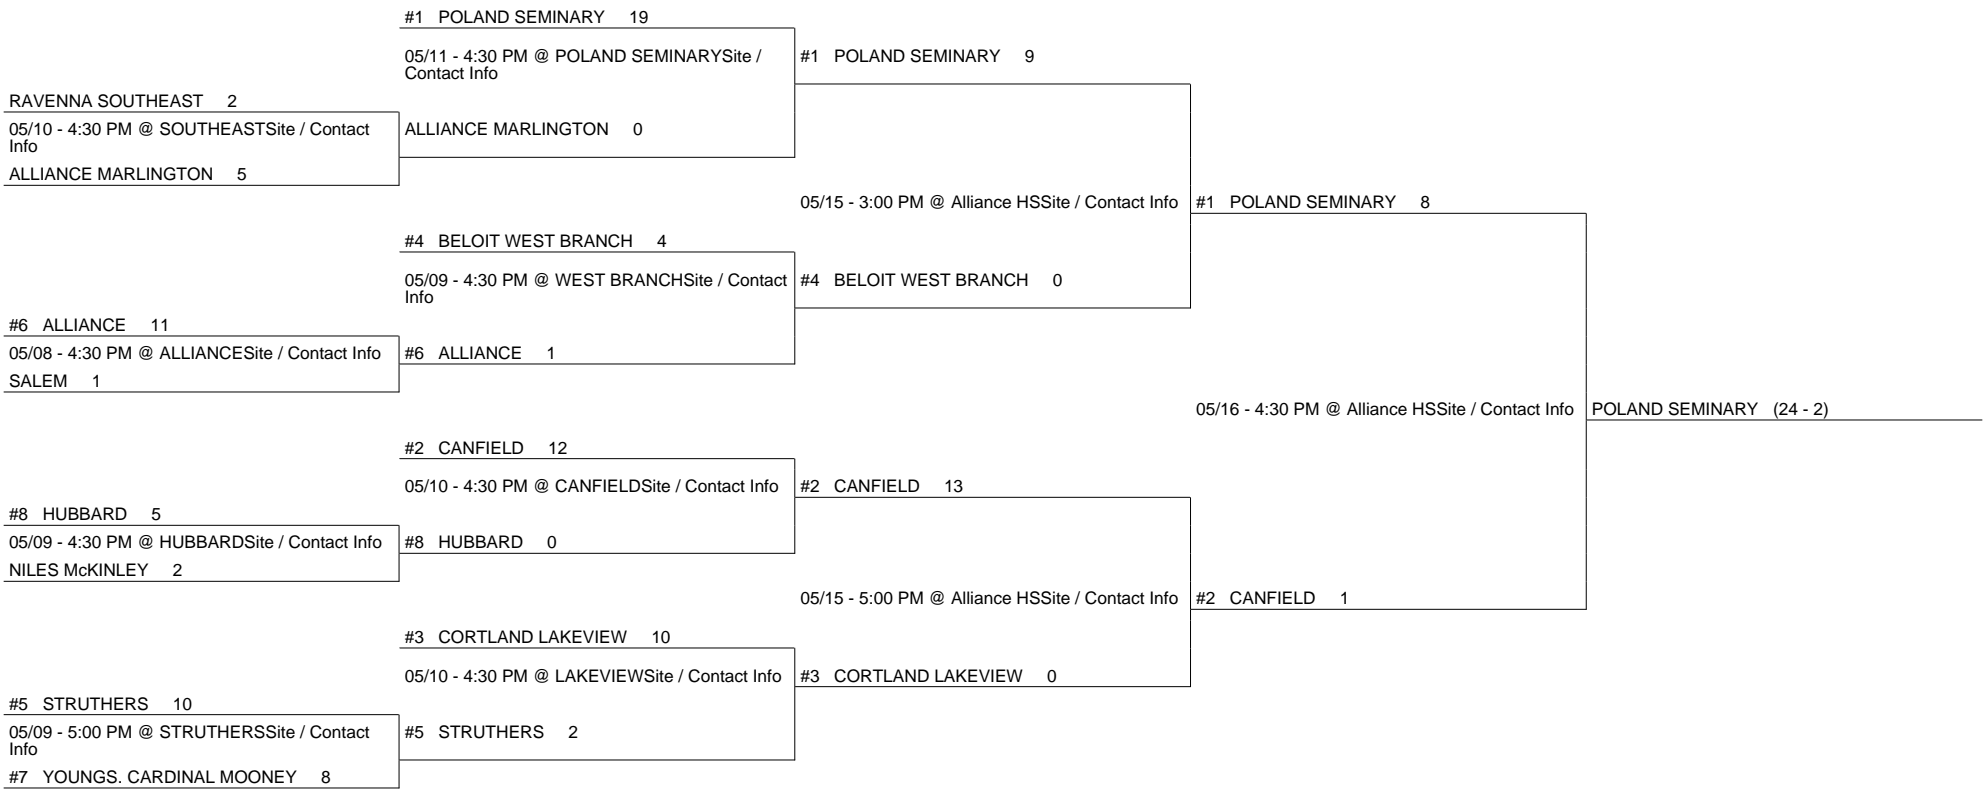 #1 POLAND SEMINARY 19
05/11 - 4:30 PM @ POLAND SEMINARYSite /
Contact Info
#1 POLAND SEMINARY 9
RAVENNA SOUTHEAST 2
05/10 - 4:30 PM @ SOUTHEASTSite / Contact
Info
ALLIANCE MARLINGTON 0
ALLIANCE MARLINGTON 5
05/15 - 3:00 PM @ Alliance HSSite / Contact Info
#1 POLAND SEMINARY 8
#4 BELOIT WEST BRANCH 4
05/09 - 4:30 PM @ WEST BRANCHSite / Contact
Info
#4 BELOIT WEST BRANCH 0
#6 ALLIANCE 11
05/08 - 4:30 PM @ ALLIANCESite / Contact Info
#6 ALLIANCE 1
SALEM 1
05/16 - 4:30 PM @ Alliance HSSite / Contact Info
POLAND SEMINARY (24 - 2)
#2 CANFIELD 12
05/10 - 4:30 PM @ CANFIELDSite / Contact Info
#2 CANFIELD 13
#8 HUBBARD 5
05/09 - 4:30 PM @ HUBBARDSite / Contact Info
#8 HUBBARD 0
NILES McKINLEY 2
05/15 - 5:00 PM @ Alliance HSSite / Contact Info
#2 CANFIELD 1
#3 CORTLAND LAKEVIEW 10
05/10 - 4:30 PM @ LAKEVIEWSite / Contact Info
#3 CORTLAND LAKEVIEW 0
#5 STRUTHERS 10
05/09 - 5:00 PM @ STRUTHERSSite / Contact
Info
#5 STRUTHERS 2
#7 YOUNGS. CARDINAL MOONEY 8